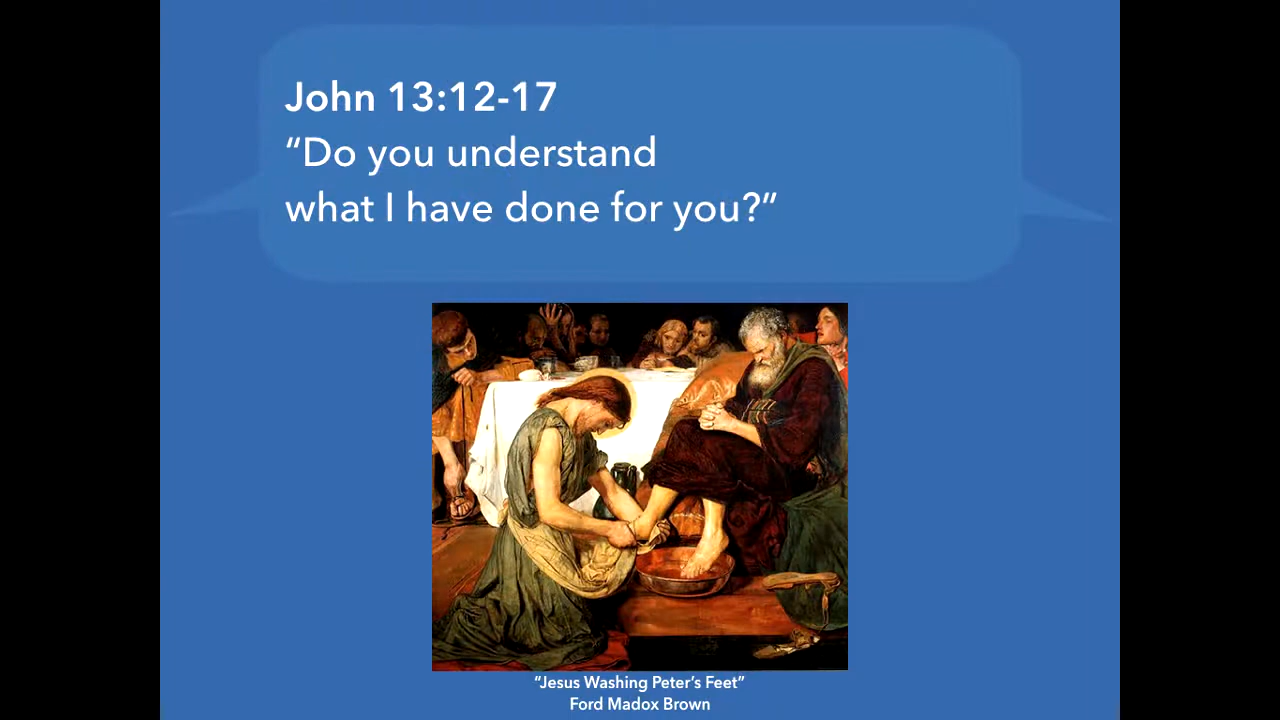 John 13:12-17
“Do you understand
what I have done for you?”
“Jesus Washing Peter’s Feet”
Ford Madox Brown